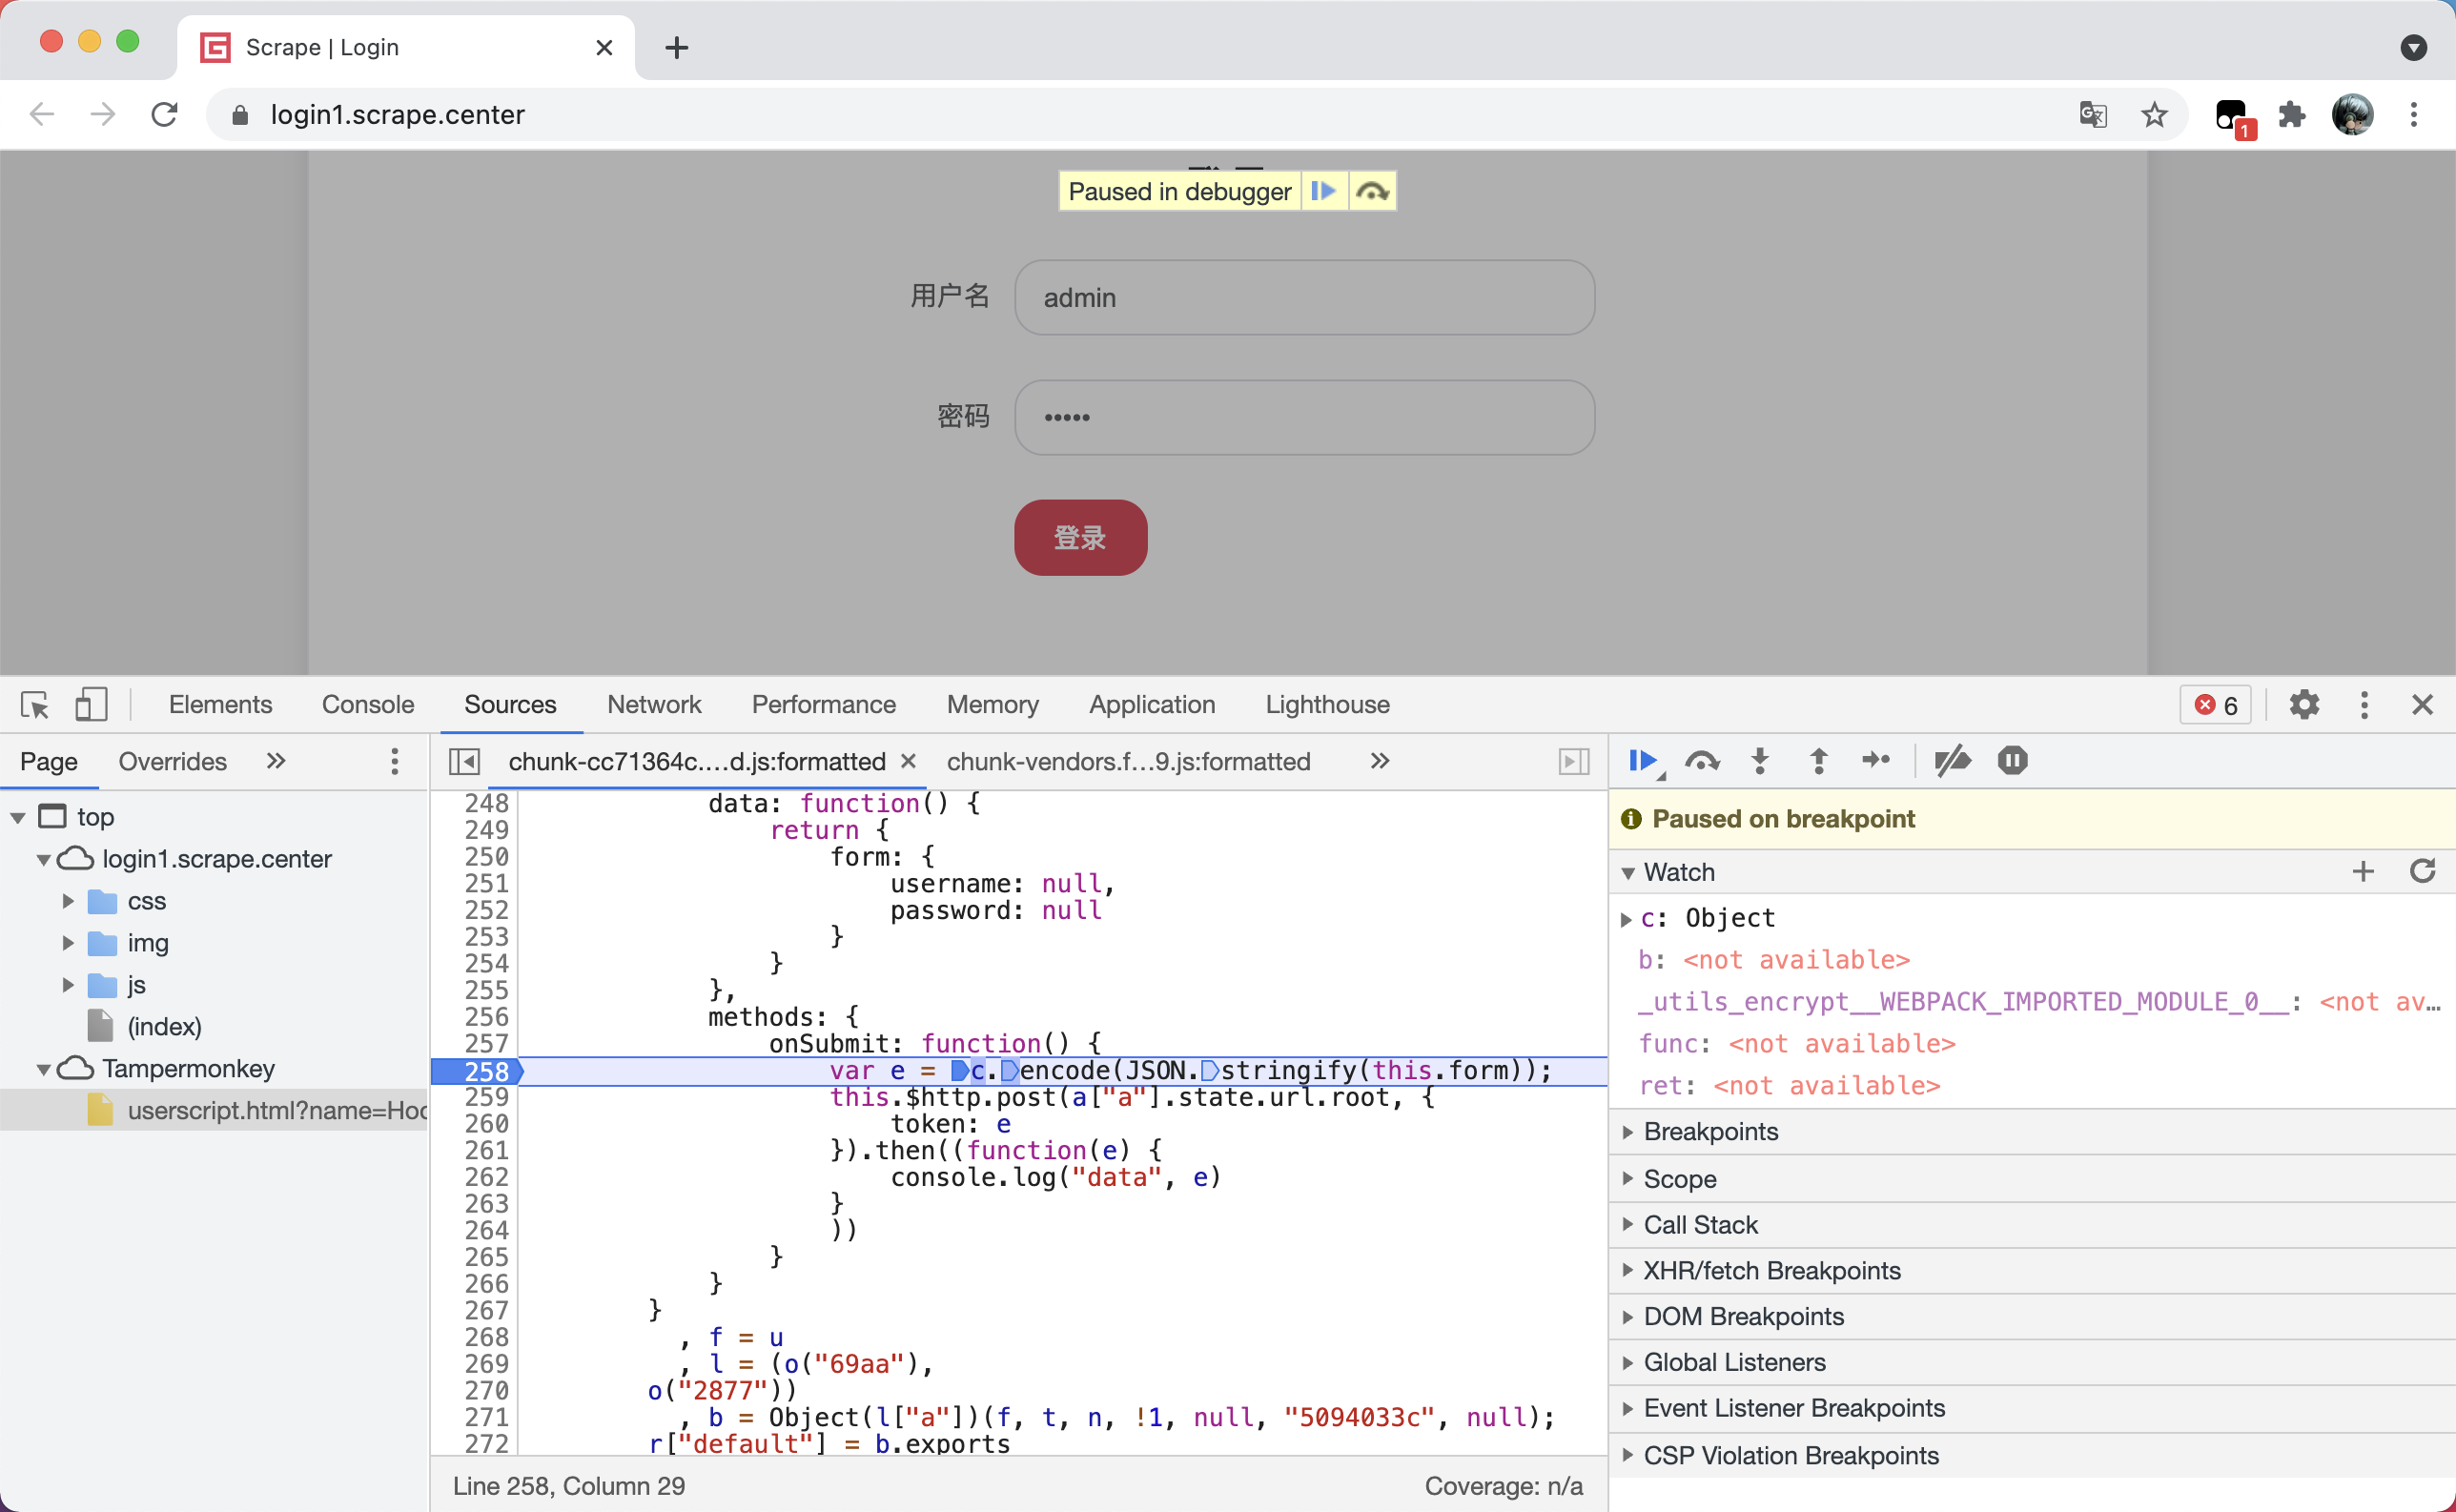 Scrape | Login
login1.scrape.center
1
Paused in debugger
用户名
admin
密码
•••••
登录
Elements Console Sources Network Performance Memory Application Lighthouse 6
Page Overrides
top
login1.scrape.center
css
img
js
(index)
Tampermonkey
userscript.html?name=Hoo
chunk-cc71364c....d.js:formatted chunk-vendors.f...9.js:formatted
248 data: function() {
249 return {
250 form: {
251 username: null,
252 password: null
253 }
254 }
255 },
256 methods: {
257 onSubmit: function() {
258 var e = c.encode(JSON.stringify(this.form));
259 this.$http.post(a["a"].state.url.root, {
260 token: e
261 }).then((function(e) {
262 console.log("data", e)
263 }
264 ))
265 }
266 }
267 }
268 , f = u
269 , l = (o("69aa"),
270 o("2877"))
271 , b = Object(l["a"])(f, t, n, !1, null, "5094033c", null);
272 r["default"] = b.exports
Line 258, Column 29
Coverage: n/a
Paused on breakpoint
Watch
c: Object
b: <not available>
_utils_encrypt__WEBPACK_IMPORTED_MODULE_0__: <not av…
func: <not available>
ret: <not available>
Breakpoints
Scope
Call Stack
XHR/fetch Breakpoints
DOM Breakpoints
Global Listeners
Event Listener Breakpoints
CSP Violation Breakpoints